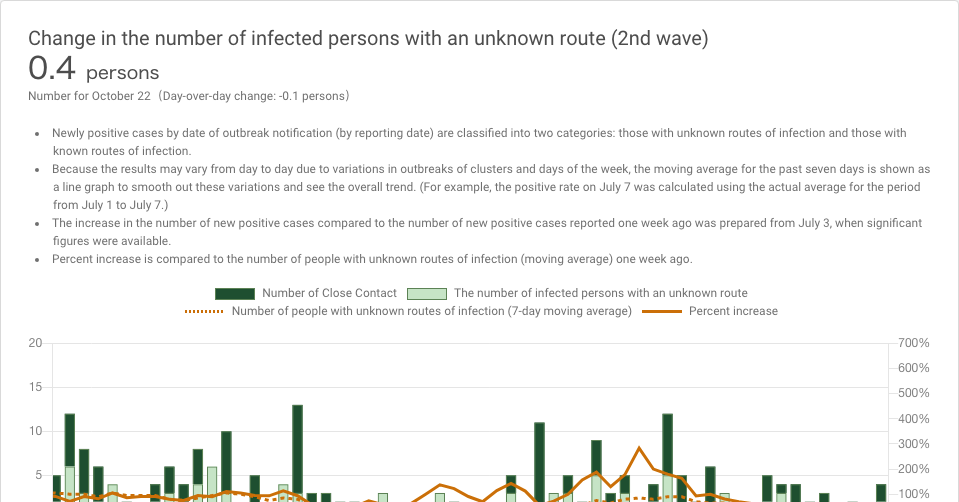 Change in the number of infected persons with an unknown route (2nd wave)
0.4 persons
Number for October 22（Day-over-day change: -0.1 persons）
• Newly positive cases by date of outbreak notification (by reporting date) are classified into two categories: those with unknown routes of infection and those with
known routes of infection.
• Because the results may vary from day to day due to variations in outbreaks of clusters and days of the week, the moving average for the past seven days is shown as
a line graph to smooth out these variations and see the overall trend. (For example, the positive rate on July 7 was calculated using the actual average for the period
from July 1 to July 7.)
• The increase in the number of new positive cases compared to the number of new positive cases reported one week ago was prepared from July 3, when significant
figures were available.
• Percent increase is compared to the number of people with unknown routes of infection (moving average) one week ago.
Number of Close Contact The number of infected persons with an unknown route
Number of people with unknown routes of infection (7-day moving average) Percent increase
20 700%
600%
15
500%
10 400%
300%
5 200%
100%